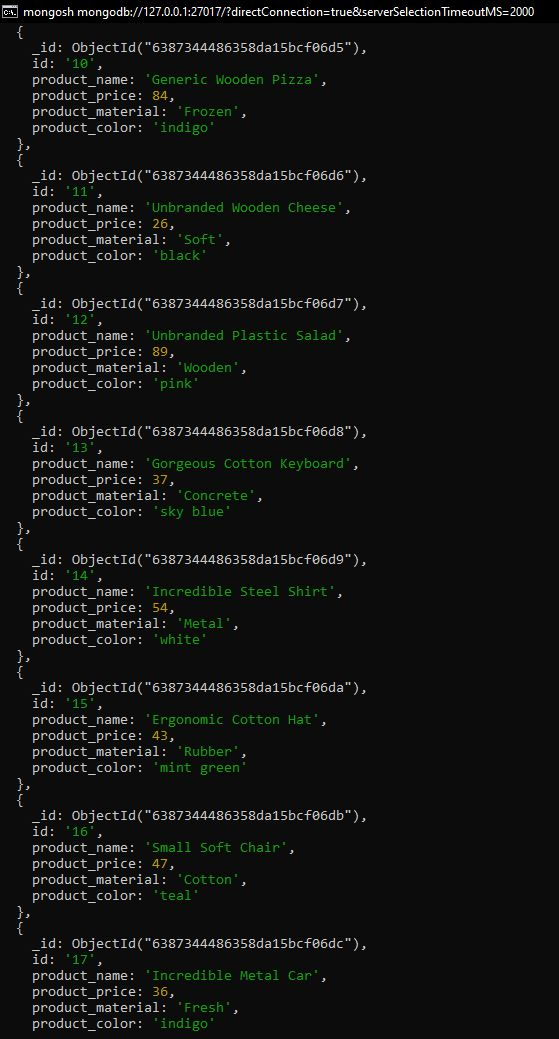 mongosh mongodb://127.0.0.1:27017/?directConnection=true&serverSelectionTimeoutMS=2000
{
_id: ObjectId("6387344486358da15bcf06d5"),
id: '10',
product_name: 'Generic Wooden Pizza',
product_price: 84,
product_material: 'Frozen',
product_color: 'indigo'
},
{
_id: ObjectId("6387344486358da15bcf06d6"),
id: '11',
product_name: 'Unbranded Wooden Cheese',
product_price: 26,
product_material: 'Soft',
product_color: 'black'
},
{
_id: ObjectId("6387344486358da15bcf06d7"),
id: '12',
product_name: 'Unbranded Plastic Salad',
product_price: 89,
product_material: 'Wooden',
product_color: 'pink'
},
{
_id: ObjectId("6387344486358da15bcf06d8"),
id: '13',
product_name: 'Gorgeous Cotton Keyboard',
product_price: 37,
product_material: 'Concrete',
product_color: 'sky blue'
},
{
_id: ObjectId("6387344486358da15bcf06d9"),
id: '14',
product_name: 'Incredible Steel Shirt',
product_price: 54,
product_material: 'Metal',
product_color: 'white'
},
{
_id: ObjectId("6387344486358da15bcf06da"),
id: '15',
product_name: 'Ergonomic Cotton Hat',
product_price: 43,
product_material: 'Rubber',
product_color: 'mint green'
},
{
_id: ObjectId("6387344486358da15bcf06db"),
id: '16',
product_name: 'Small Soft Chair',
product_price: 47,
product_material: 'Cotton',
product_color: 'teal'
},
{
_id: ObjectId("6387344486358da15bcf06dc"),
id: '17',
product_name: 'Incredible Metal Car',
product_price: 36,
product_material: 'Fresh',
product_color: 'indigo'